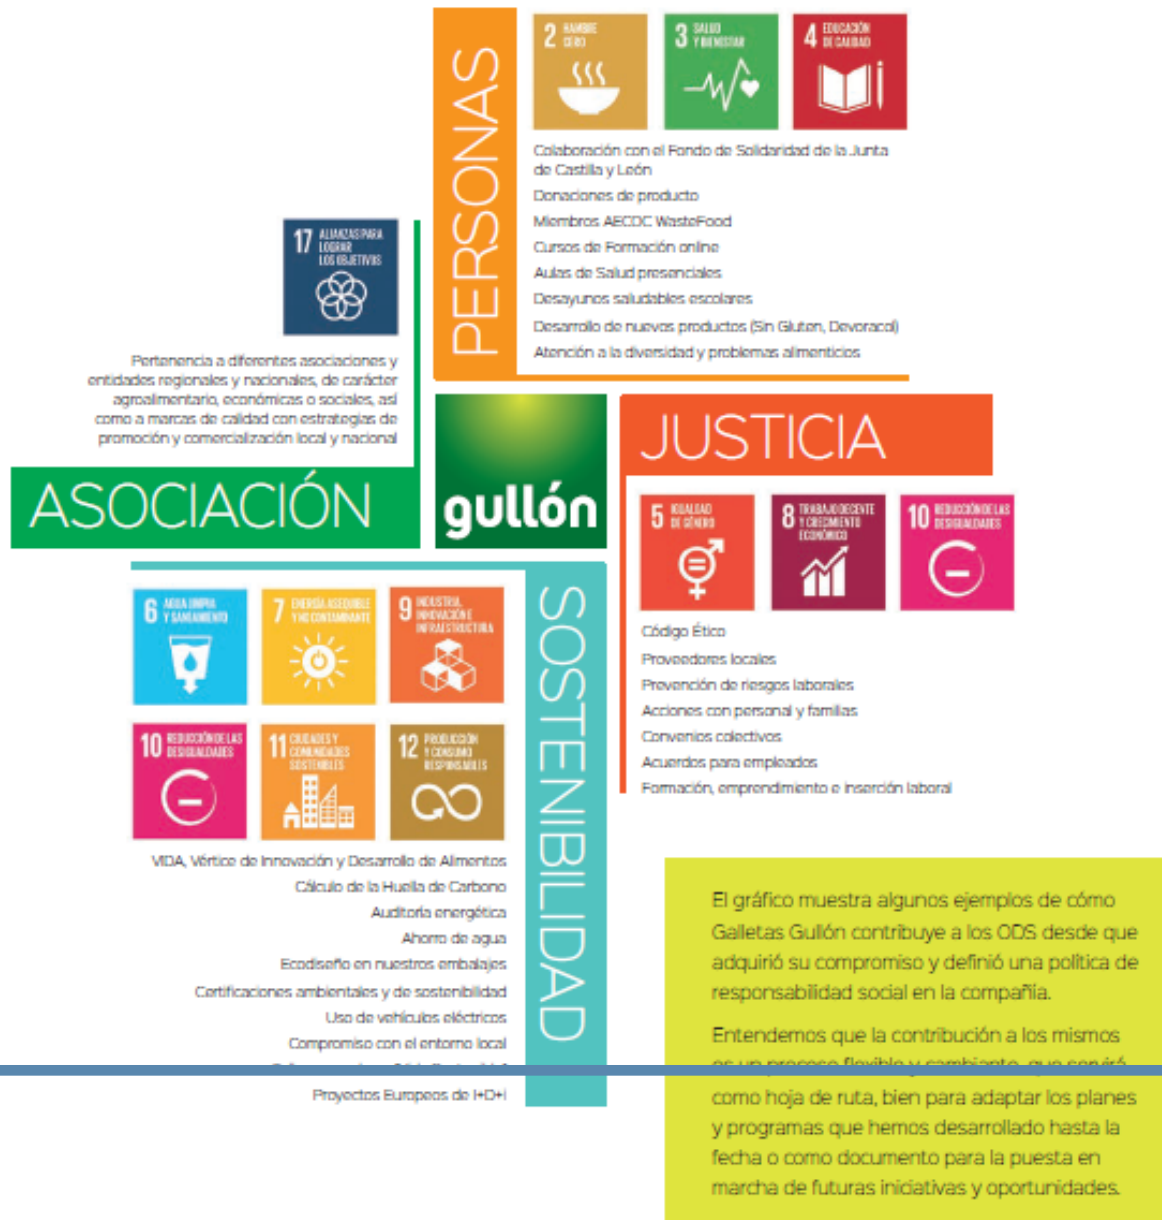 PERSONAS
2 HAMBRE
CERO
3 SALUD
Y BIENESTAR
4 EDUCACIÓN
DE CALIDAD
Colaboración con el Fondo de Solidaridad de la Junta
de Castilla y León
Donaciones de producto
Miembros AECOC WasteFood
Cursos de Formación online
Aulas de Salud presenciales
Desayunos saludables escolares
Desarrollo de nuevos productos (Sin Gluten, Devoracol)
Atención a la diversidad y problemas alimenticios
17 ALIANZAS PARA
LOGRAR
LOS OBJETIVOS
Pertenencia a diferentes asociaciones y
entidades regionales y nacionales, de carácter
agroalimentario, económicas o sociales, así
como a marcas de calidad con estrategias de
promoción y comercialización local y nacional
ASOCIACIÓN
gullón
JUSTICIA
5 IGUALDAD
DE GÉNERO
8 TRABAJO DECENTE
Y CRECIMIENTO
ECONÓMICO
10 REDUCCIÓN DE LAS
DESIGUALDADES
Código Ético
Proveedores locales
Prevención de riesgos laborales
Acciones con personal y familias
Convenios colectivos
Acuerdos para empleados
Formación, emprendimiento e inserción laboral
SOSTENIBILIDAD
6 AGUA LIMPIA
Y SANEAMIENTO
7 ENERGÍA ASEQUIBLE
Y NO CONTAMINANTE
9 INDUSTRIA,
INNOVACIÓN E
INFRAESTRUCTURA
10 REDUCCIÓN DE LAS
DESIGUALDADES
11 CIUDADES Y
COMUNIDADES
SOSTENIBLES
12 PRODUCCIÓN
Y CONSUMO
RESPONSABLES
VIDA, Vértice de Innovación y Desarrollo de Alimentos
Cálculo de la Huella de Carbono
Auditoría energética
Ahorro de agua
Ecodiseño en nuestros embalajes
Certificaciones ambientales y de sostenibilidad
Uso de vehículos eléctricos
Compromiso con el entorno local
Proyectos Europeos de I+D+i
El gráfico muestra algunos ejemplos de cómo
Galletas Gullón contribuye a los ODS desde que
adquirió su compromiso y definió una política de
responsabilidad social en la compañía.
Entendemos que la contribución a los mismos
es un proceso flexible y cambiante, que servirá
como hoja de ruta, bien para adaptar los planes
y programas que hemos desarrollado hasta la
fecha o como documento para la puesta en
marcha de futuras iniciativas y oportunidades.